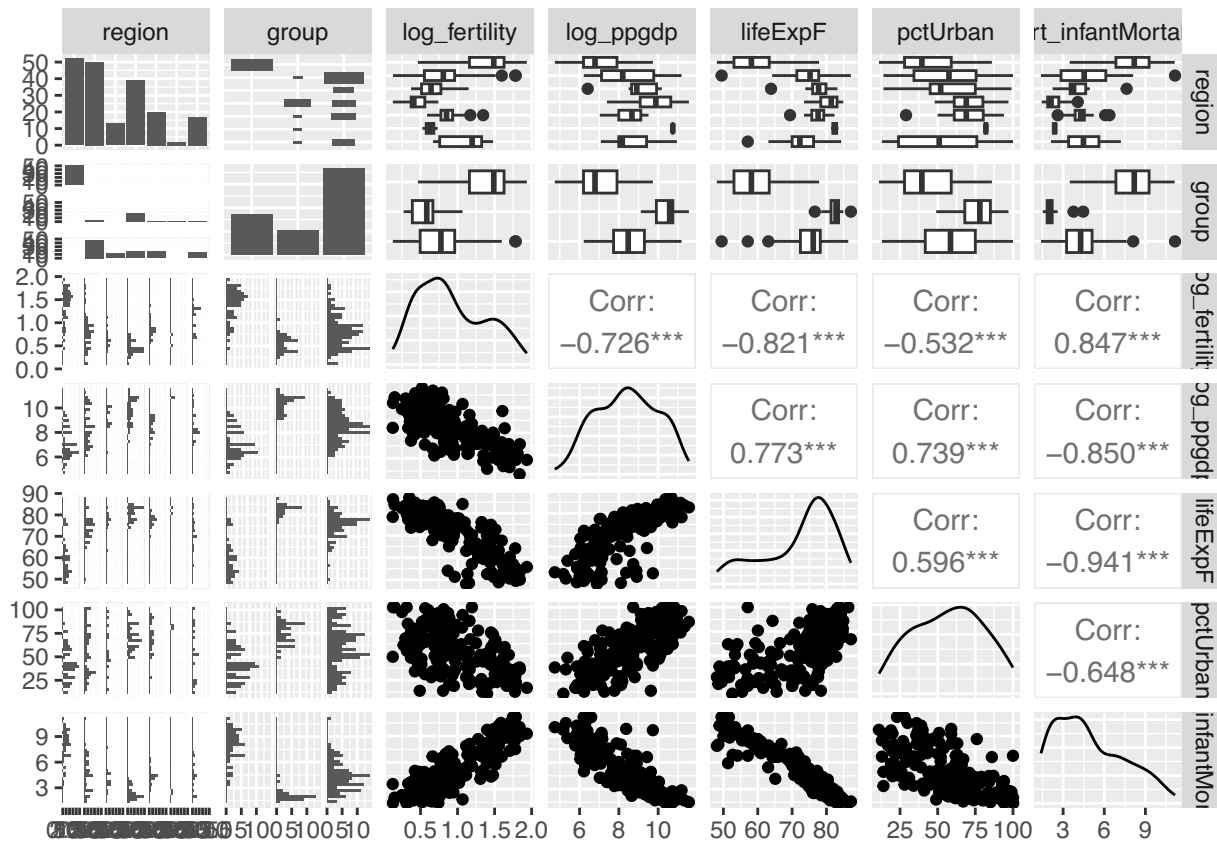 region group log_fertility log_ppgdp lifeExpF pctUrban rt_infantMortal
50
40
30
20
10
0
region
group
2.0
1.5
1.0
0.5
0.0
Corr: Corr: Corr: Corr:
−0.726*** −0.821*** −0.532*** 0.847***
og_fertilit
10
8
6
Corr: Corr: Corr:
0.773*** 0.739*** −0.850***
og_ppgdp
90
80
70
60
50
Corr: Corr:
0.596*** −0.941***
lifeExpF
100
75
50
25
Corr:
−0.648***
pctUrban
9
6
3
infantMor
0.5 1.0 1.5 2.0 6 8 10 50 60 70 80 25 50 75 100 3 6 9